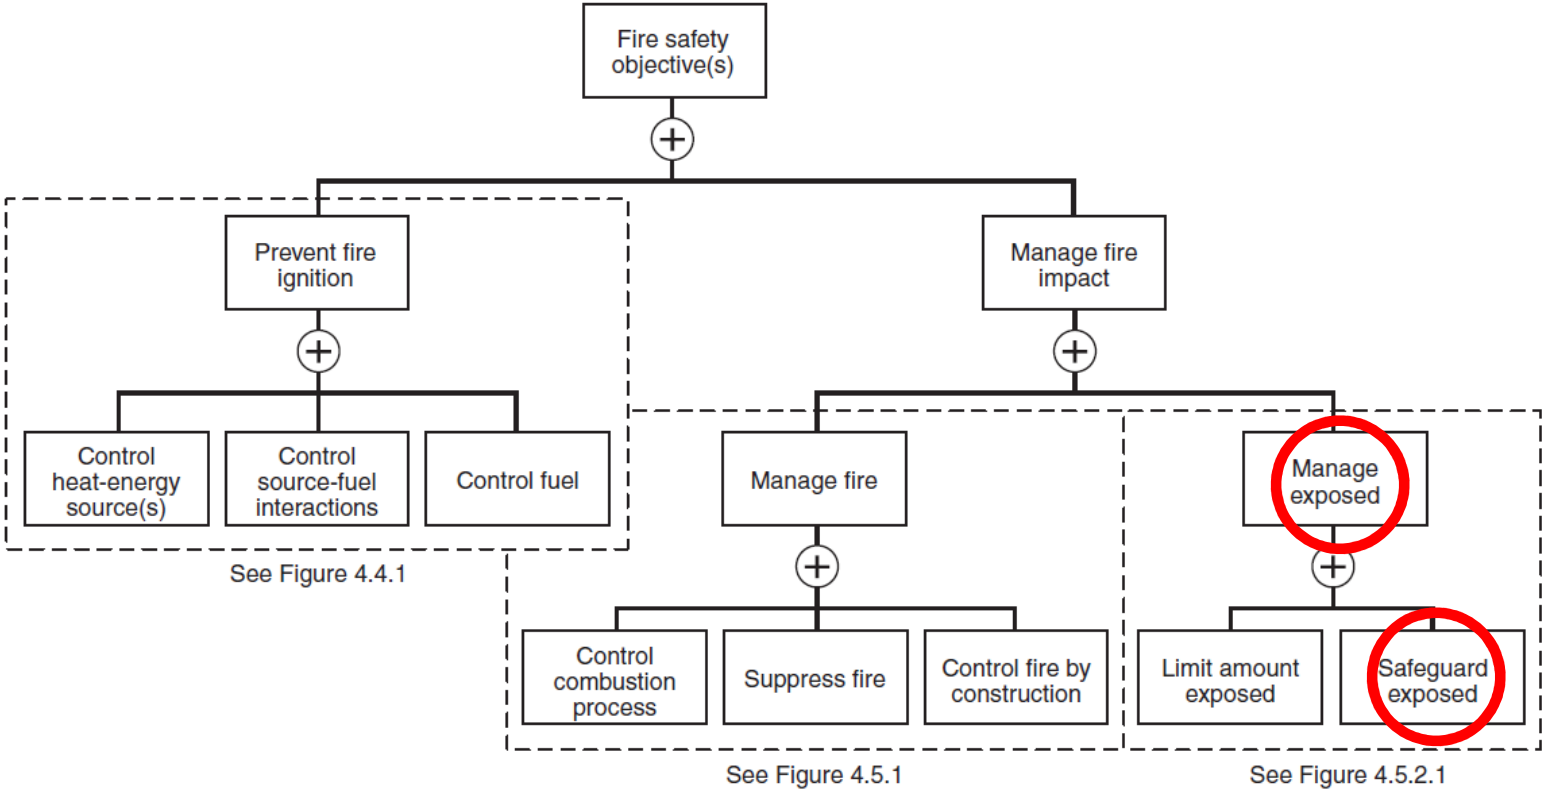 Fire safety
objective(s)
+
Prevent fire
ignition
Manage fire
impact
+
+
Control
heat-energy
source(s)
Control
source-fuel
interactions
Control fuel
Manage fire
Manage
exposed
See Figure 4.4.1
+
+
Control
combustion
process
Suppress fire
Control fire by
construction
Limit amount
exposed
Safeguard
exposed
See Figure 4.5.1
See Figure 4.5.2.1